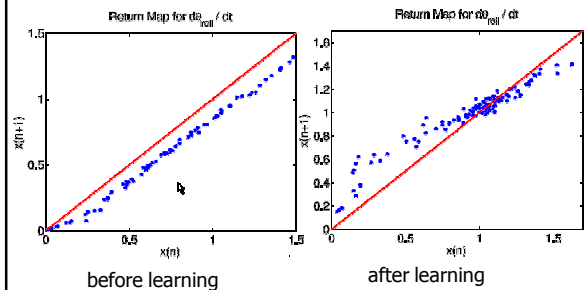 Return Map for dθroll / dt
1.5
1
0.5
0
x(n+1)
0
0.5
1
1.5
x(n)
before learning
Return Map for dθroll / dt
1.6
1.4
1.2
1
0.8
0.6
0.4
0.2
0
x(n+1)
0
0.5
1
1.5
x(n)
after learning